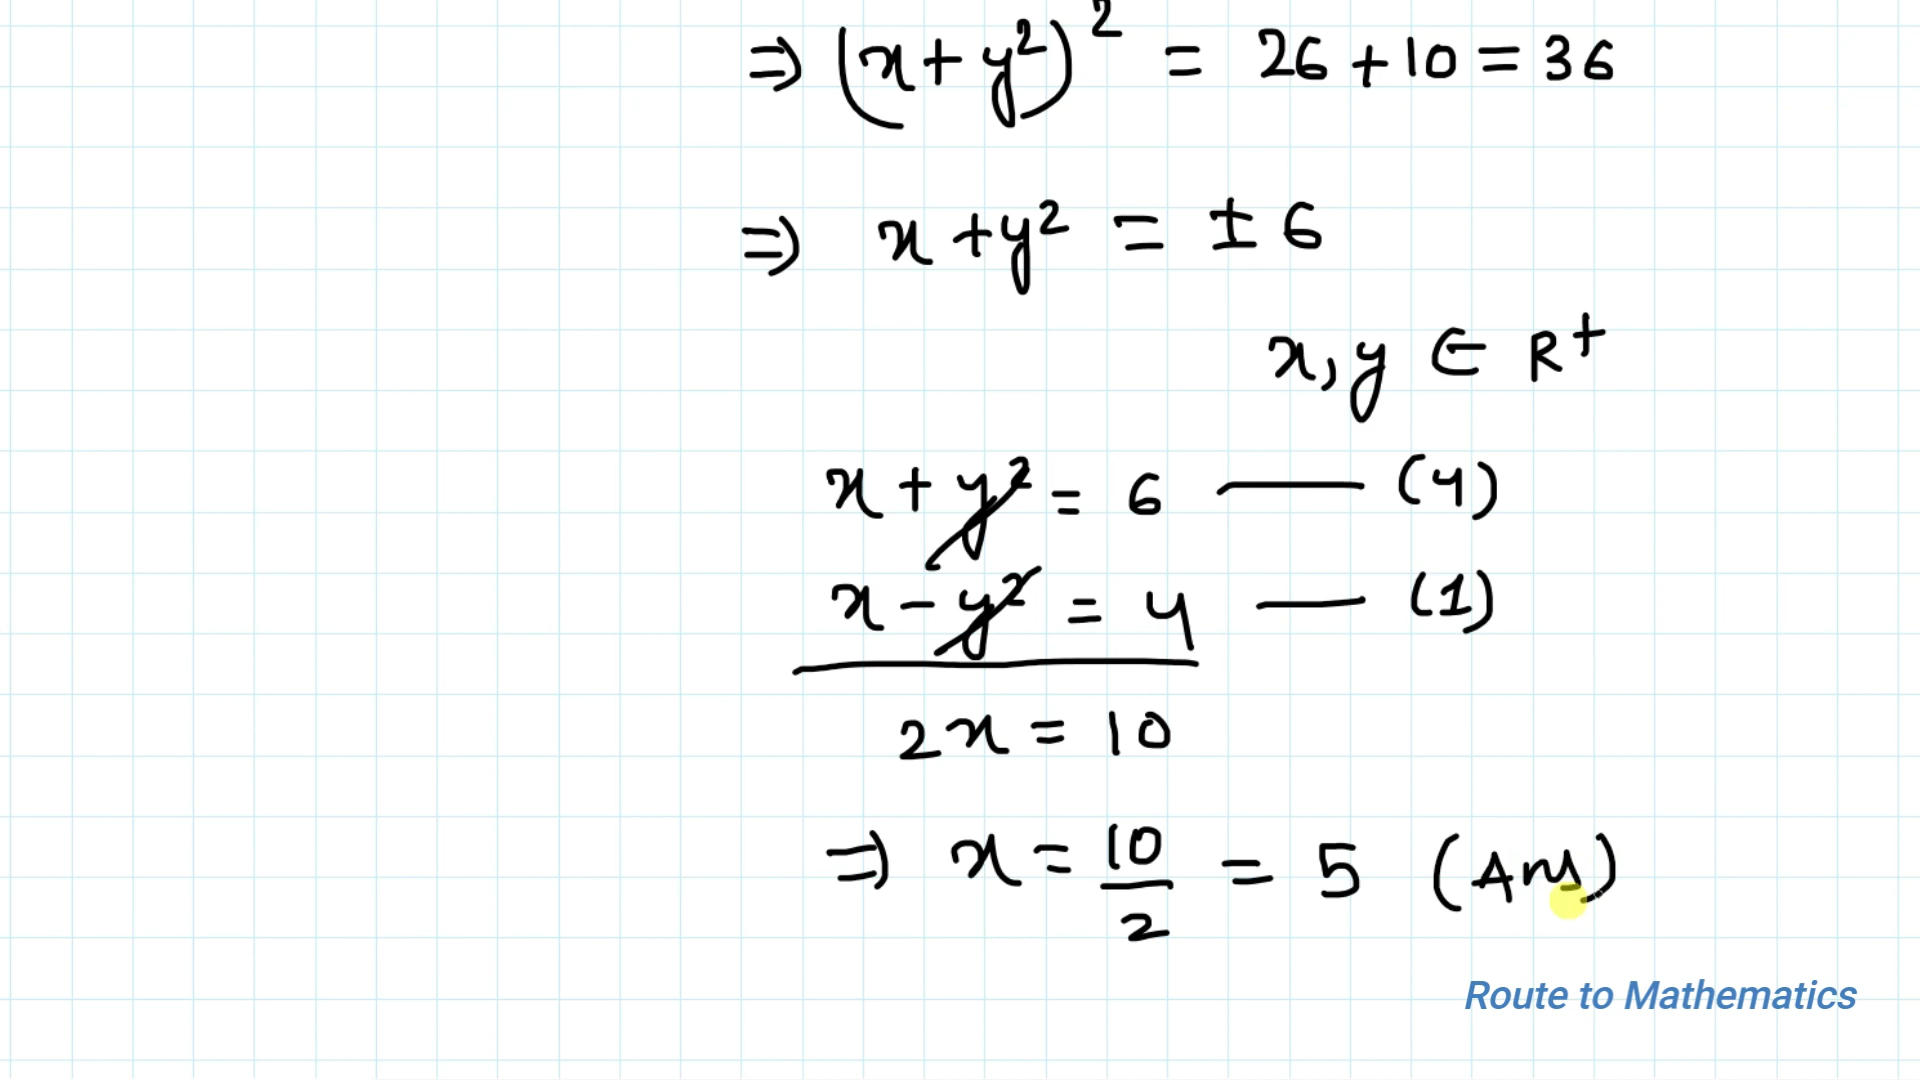 ⇒ (x + y²)² = 26 + 10 = 36
⇒ x + y² = ± 6
x, y ∈ R⁺
x + y² = 6 —— (4)
x - y² = 4 —— (1)
2x = 10
⇒ x = 10/2 = 5 (Ans)
Route to Mathematics